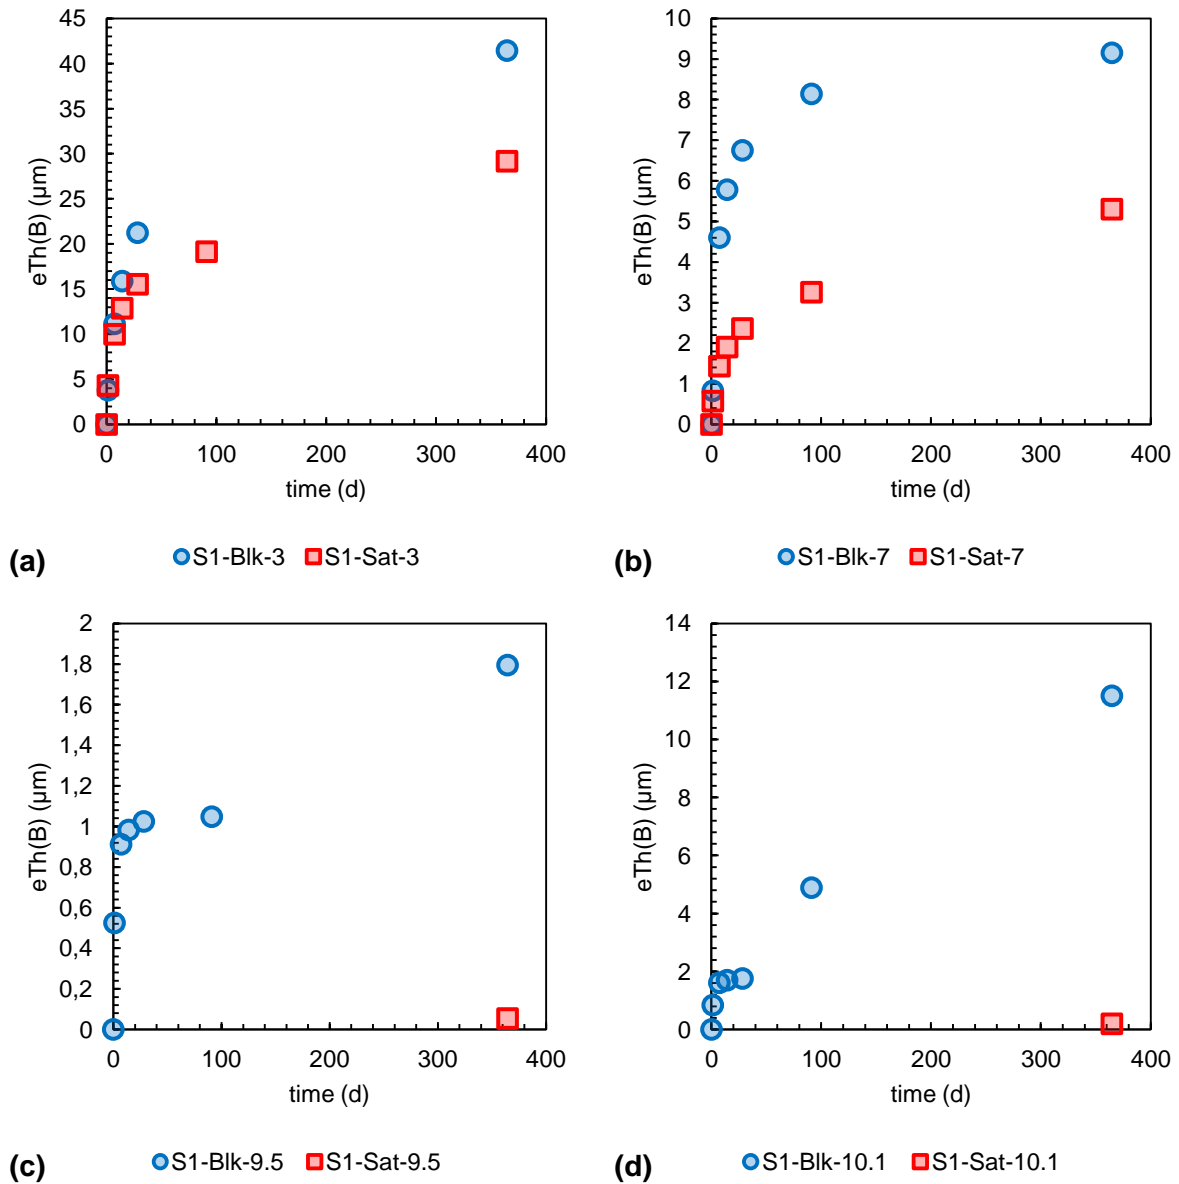 45
40
35
30
25
20
15
10
5
0
eTh(B) (µm)
0 100 200 300 400
time (d)
(a) S1-Blk-3 S1-Sat-3
10
9
8
7
6
5
4
3
2
1
0
eTh(B) (µm)
0 100 200 300 400
time (d)
(b) S1-Blk-7 S1-Sat-7
2
1,8
1,6
1,4
1,2
1
0,8
0,6
0,4
0,2
0
eTh(B) (µm)
0 100 200 300 400
time (d)
(c) S1-Blk-9.5 S1-Sat-9.5
14
12
10
8
6
4
2
0
eTh(B) (µm)
0 100 200 300 400
time (d)
(d) S1-Blk-10.1 S1-Sat-10.1